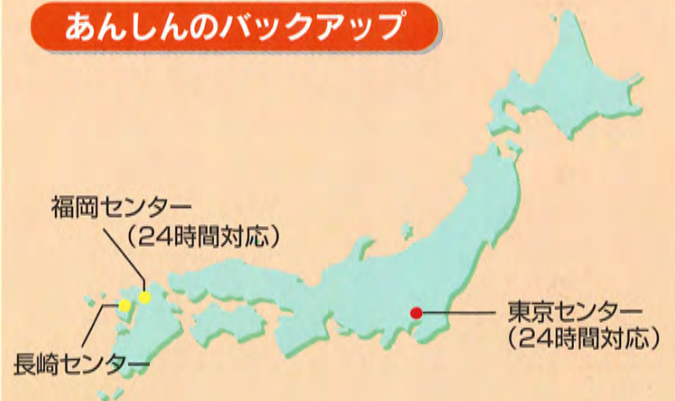 あんしんのバックアップ
福岡センター
（24時間対応）
東京センター
（24時間対応）
長崎センター